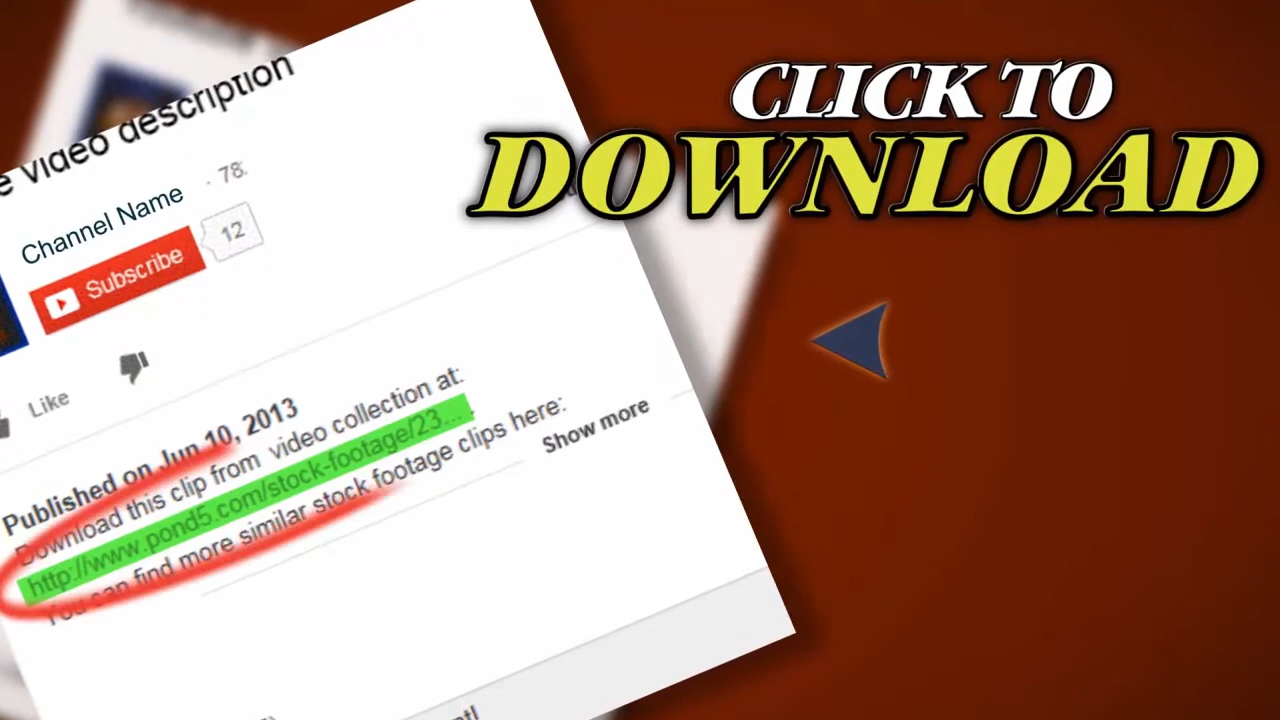 CLICK TO
DOWNLOAD
video description
Channel Name
Subscribe
12
Like
Published on Jun 10, 2013
Download this clip from video collection at:
http://www.pond5.com/stock-footage/23...
You can find more similar stock footage clips here:
Show more